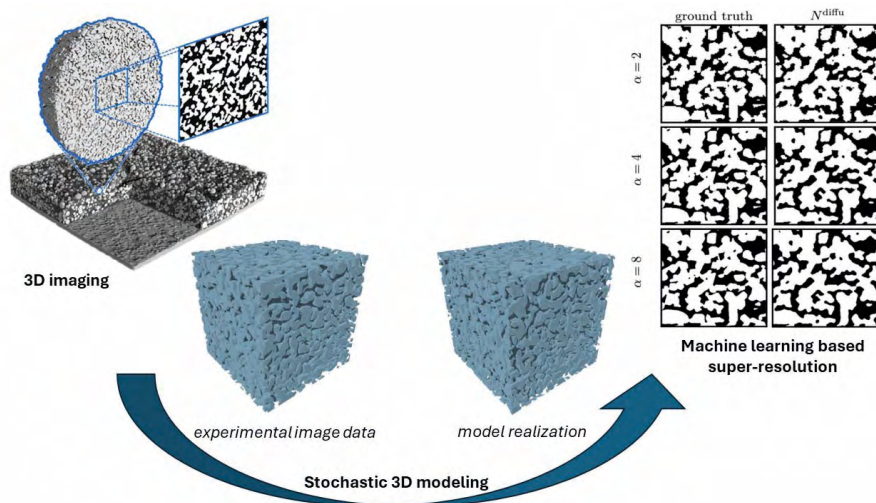 ground truth N^diffu
α = 2
α = 4
α = 8
3D imaging
Machine learning based
super-resolution
experimental image data
model realization
Stochastic 3D modeling